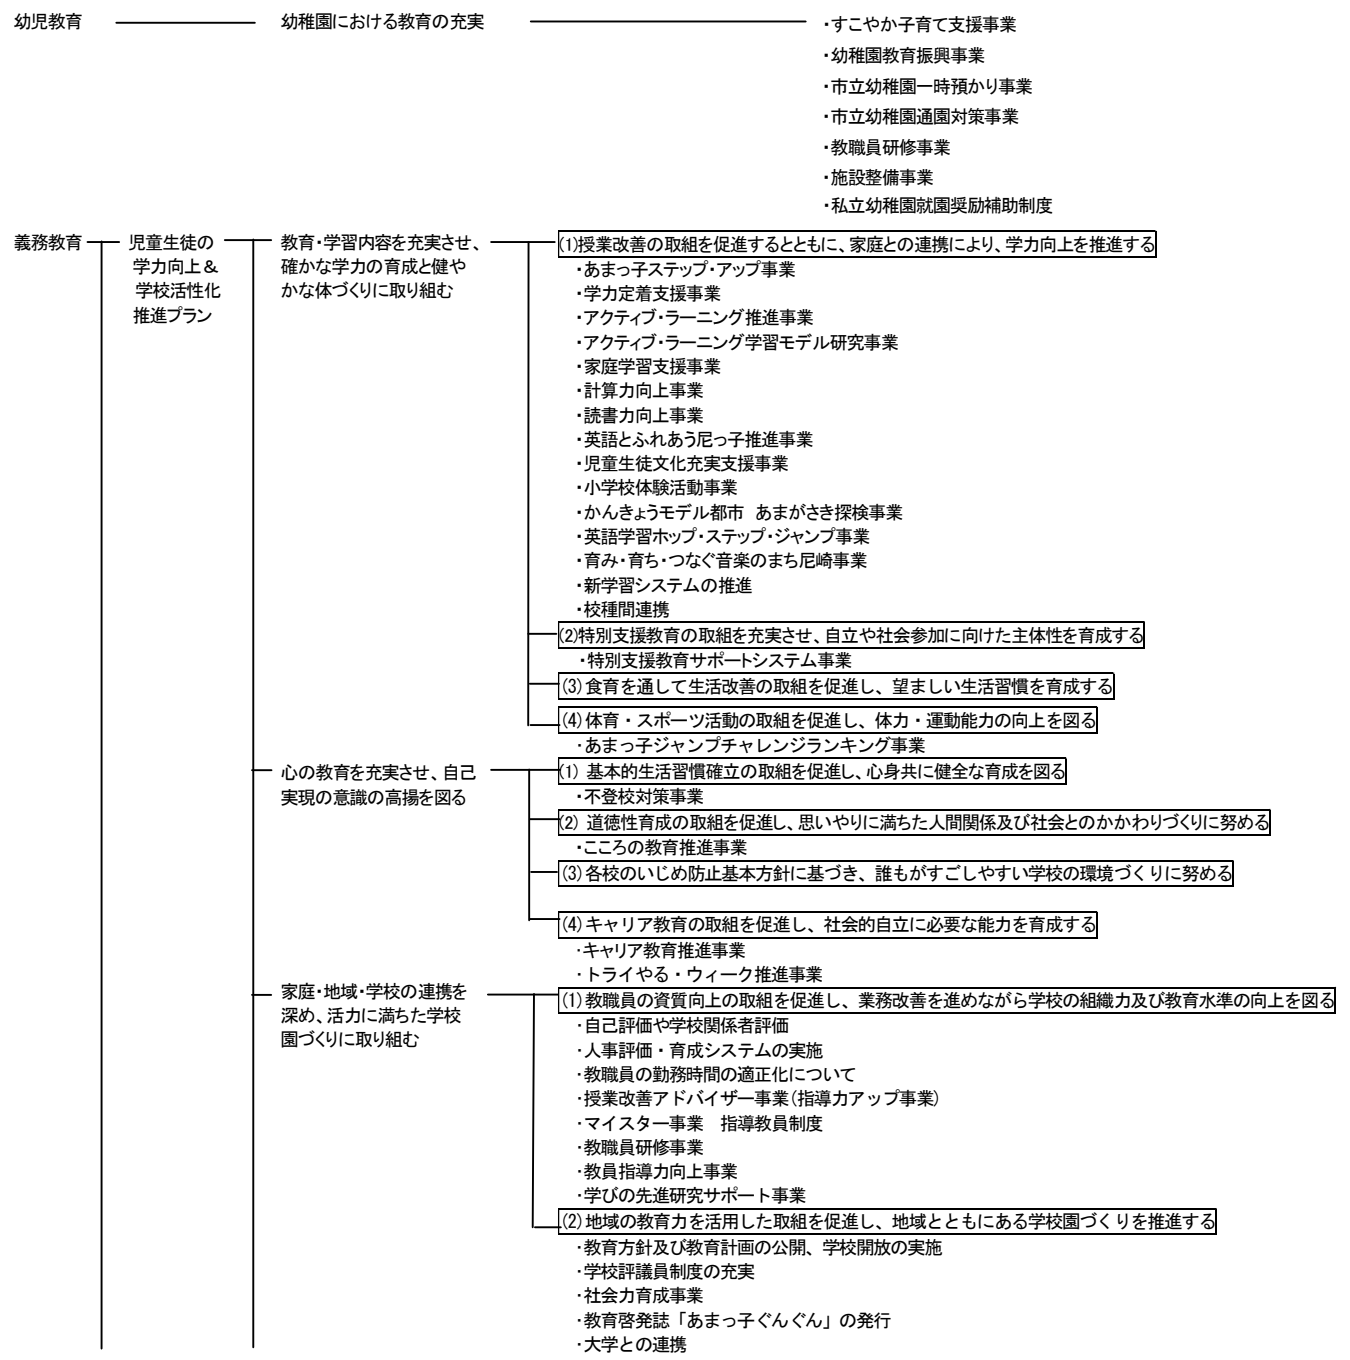 幼児教育
幼稚園における教育の充実
・すこやか子育て支援事業
・幼稚園教育振興事業
・市立幼稚園一時預かり事業
・市立幼稚園通園対策事業
・教職員研修事業
・施設整備事業
・私立幼稚園就園奨励補助制度
義務教育
児童生徒の
学力向上＆
学校活性化
推進プラン
教育・学習内容を充実させ、
確かな学力の育成と健や
かな体づくりに取り組む
(1)授業改善の取組を促進するとともに、家庭との連携により、学力向上を推進する
・あまっ子ステップ・アップ事業
・学力定着支援事業
・アクティブ・ラーニング推進事業
・アクティブ・ラーニング学習モデル研究事業
・家庭学習支援事業
・計算力向上事業
・読書力向上事業
・英語とふれあう尼っ子推進事業
・児童生徒文化充実支援事業
・小学校体験活動事業
・かんきょうモデル都市　あまがさき探検事業
・英語学習ホップ・ステップ・ジャンプ事業
・育み・育ち・つなぐ音楽のまち尼崎事業
・新学習システムの推進
・校種間連携
(2)特別支援教育の取組を充実させ、自立や社会参加に向けた主体性を育成する
・特別支援教育サポートシステム事業
(3)食育を通して生活改善の取組を促進し、望ましい生活習慣を育成する
(4)体育・スポーツ活動の取組を促進し、体力・運動能力の向上を図る
・あまっ子ジャンプチャレンジランキング事業
心の教育を充実させ、自己
実現の意識の高揚を図る
(1) 基本的生活習慣確立の取組を促進し、心身共に健全な育成を図る
・不登校対策事業
(2) 道徳性育成の取組を促進し、思いやりに満ちた人間関係及び社会とのかかわりづくりに努める
・こころの教育推進事業
(3)各校のいじめ防止基本方針に基づき、誰もがすごしやすい学校の環境づくりに努める
(4)キャリア教育の取組を促進し、社会的自立に必要な能力を育成する
・キャリア教育推進事業
・トライやる・ウィーク推進事業
家庭・地域・学校の連携を
深め、活力に満ちた学校
園づくりに取り組む
(1)教職員の資質向上の取組を促進し、業務改善を進めながら学校の組織力及び教育水準の向上を図る
・自己評価や学校関係者評価
・人事評価・育成システムの実施
・教職員の勤務時間の適正化について
・授業改善アドバイザー事業(指導力アップ事業)
・マイスター事業　指導教員制度
・教職員研修事業
・教員指導力向上事業
・学びの先進研究サポート事業
(2)地域の教育力を活用した取組を促進し、地域とともにある学校園づくりを推進する
・教育方針及び教育計画の公開、学校開放の実施
・学校評議員制度の充実
・社会力育成事業
・教育啓発誌「あまっ子ぐんぐん」の発行
・大学との連携